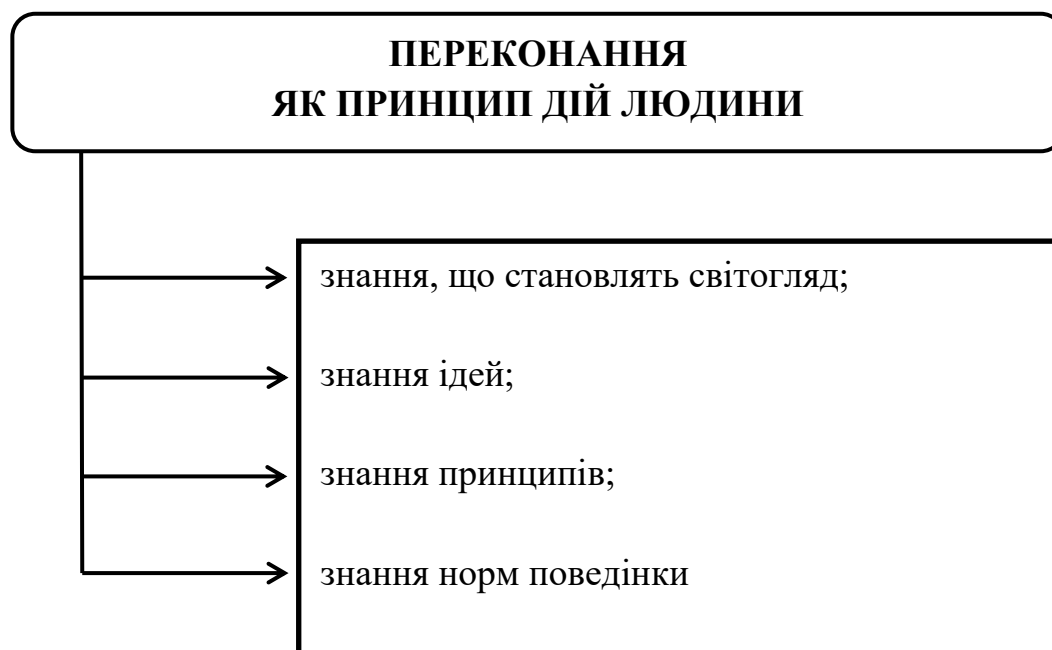 ПЕРЕКОНАННЯ
ЯК ПРИНЦИП ДІЙ ЛЮДИНИ
знання, що становлять світогляд;
знання ідей;
знання принципів;
знання норм поведінки